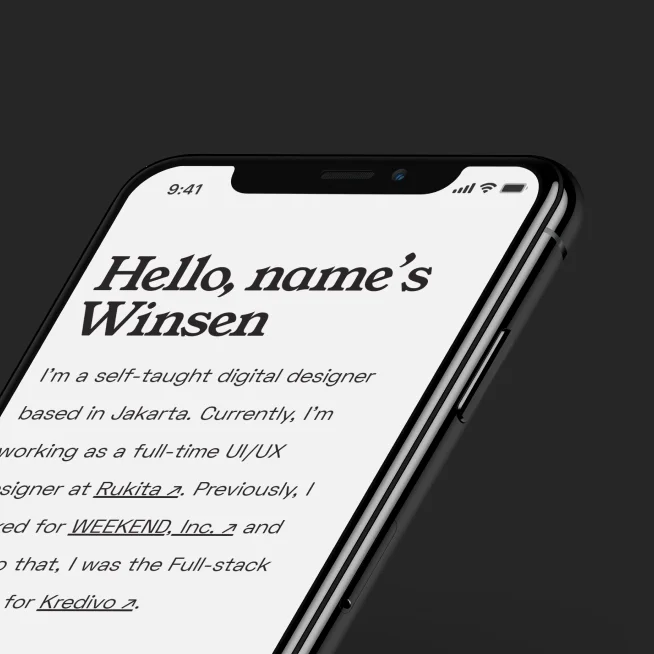 9:41
Hello, name's
Winsen
I'm a self-taught digital designer
based in Jakarta. Currently, I'm
working as a full-time UI/UX
signer at Rukita ↗. Previously, I
ed for WEEKEND, Inc. ↗ and
that, I was the Full-stack
for Kredivo ↗.